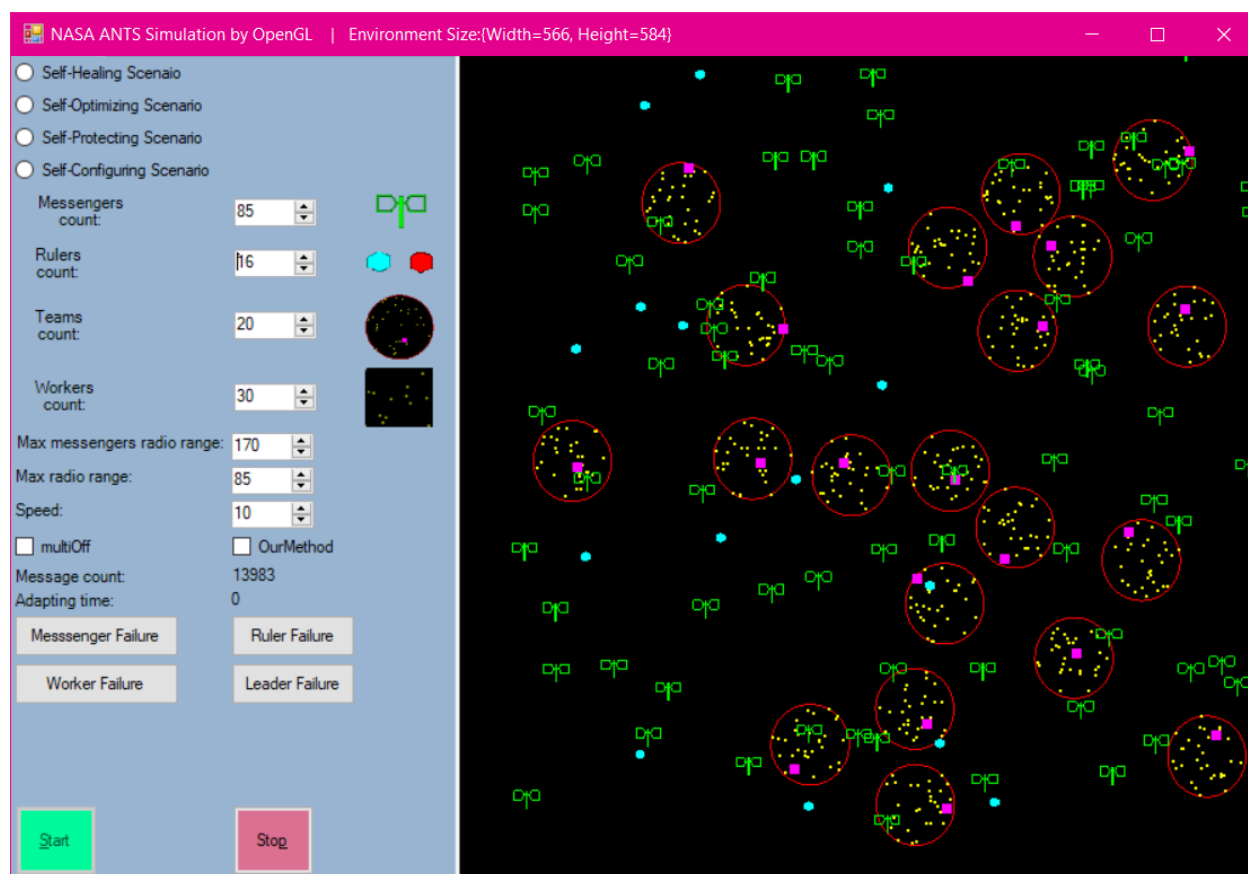 NASA ANTS Simulation by OpenGL | Environment Size:{Width=566, Height=584}
Self-Healing Scenaio
Self-Optimizing Scenario
Self-Protecting Scenario
Self-Configuring Scenario
Messengers
count:
85
Rulers
count:
16
Teams
count:
20
Workers
count:
30
Max messengers radio range: 170
Max radio range: 85
Speed: 10
multiOff OurMethod
Message count: 13983
Adapting time: 0
Messsenger Failure Ruler Failure
Worker Failure Leader Failure
Start Stop